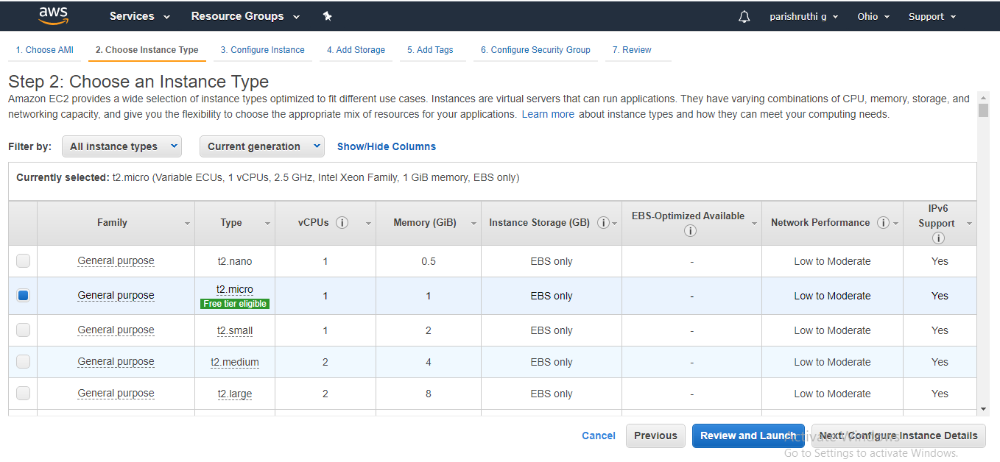 aws Services Resource Groups parishruthi g Ohio Support
1. Choose AMI 2. Choose Instance Type 3. Configure Instance 4. Add Storage 5. Add Tags 6. Configure Security Group 7. Review
Step 2: Choose an Instance Type
Amazon EC2 provides a wide selection of instance types optimized to fit different use cases. Instances are virtual servers that can run applications. They have varying combinations of CPU, memory, storage, and
networking capacity, and give you the flexibility to choose the appropriate mix of resources for your applications. Learn more about instance types and how they can meet your computing needs.
Filter by: All instance types Current generation Show/Hide Columns
Currently selected: t2.micro (Variable ECUs, 1 vCPUs, 2.5 GHz, Intel Xeon Family, 1 GiB memory, EBS only)
Family Type vCPUs i Memory (GiB) Instance Storage (GB) i EBS-Optimized Available i Network Performance i IPv6 Support i
General purpose t2.nano 1 0.5 EBS only - Low to Moderate Yes
General purpose t2.micro Free tier eligible 1 1 EBS only - Low to Moderate Yes
General purpose t2.small 1 2 EBS only - Low to Moderate Yes
General purpose t2.medium 2 4 EBS only - Low to Moderate Yes
General purpose t2.large 2 8 EBS only - Low to Moderate Yes
Cancel Previous Review and Launch Next: Configure Instance Details
Activate Windows
Go to Settings to activate Windows.